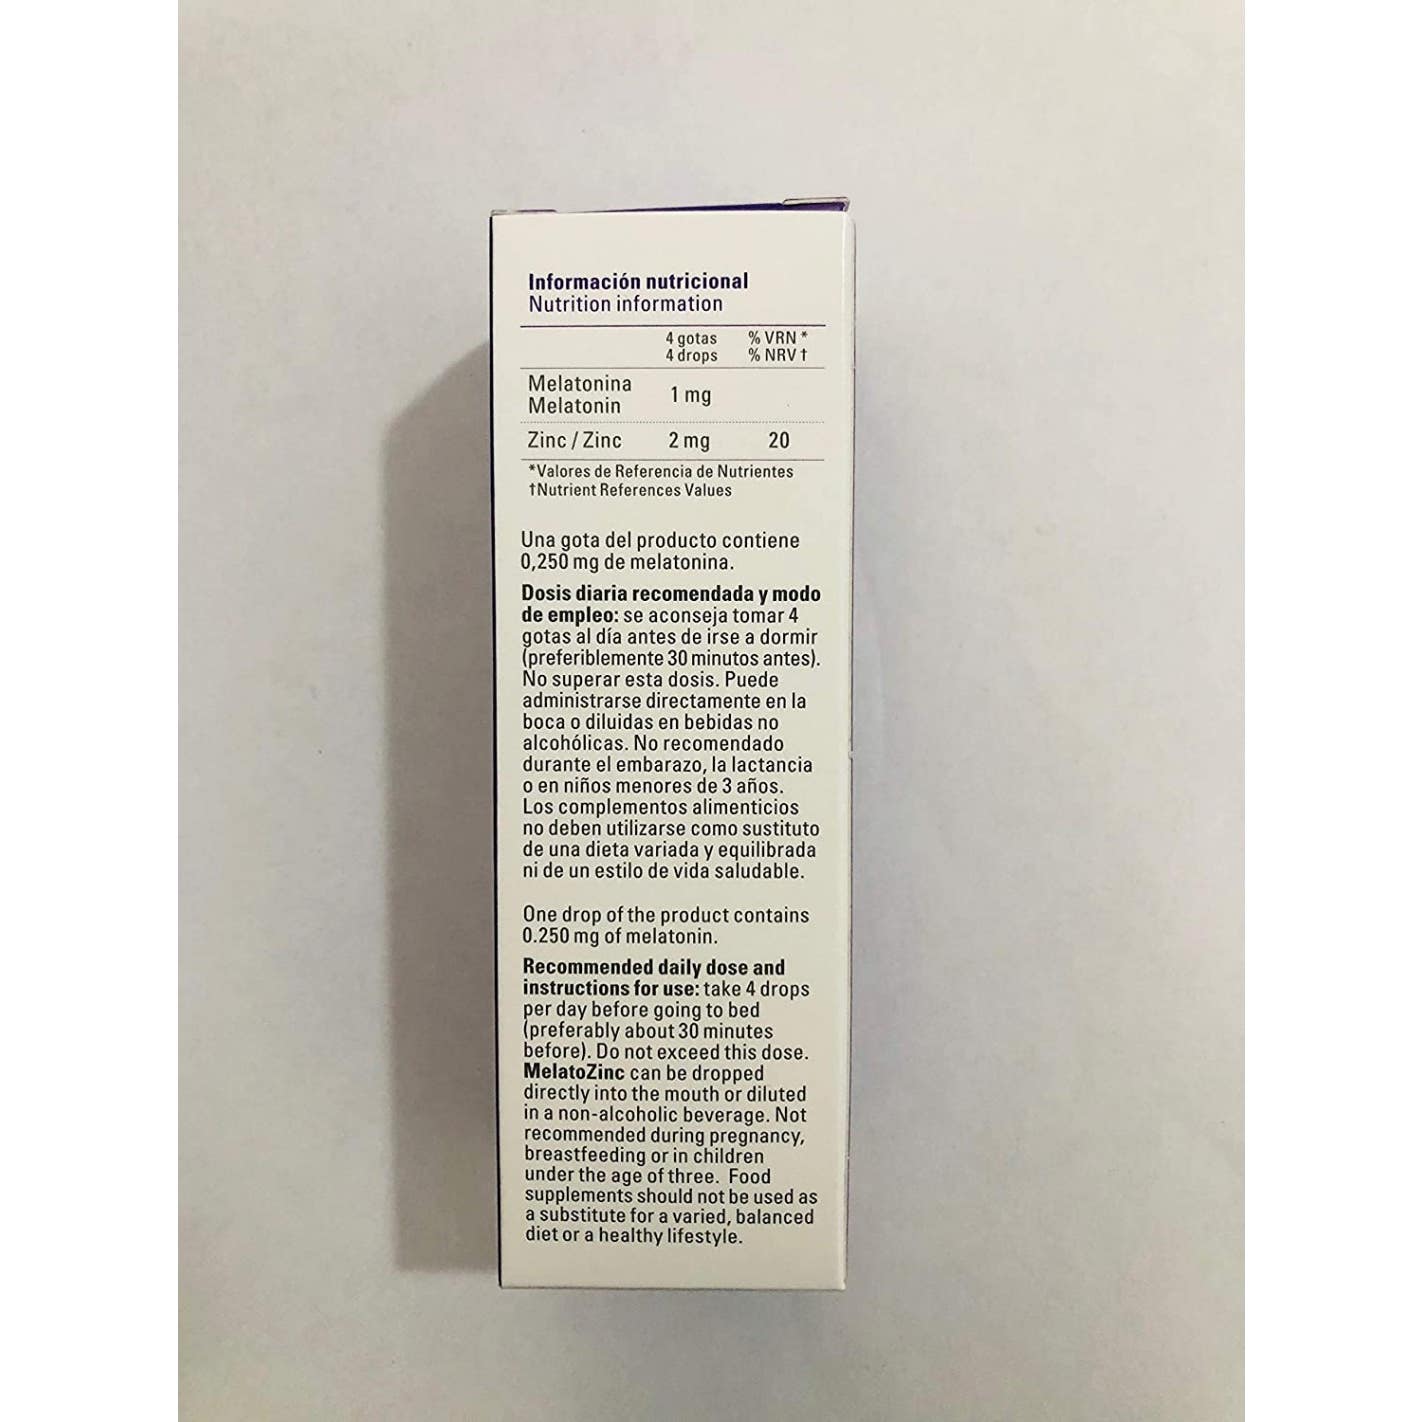 Información nutricional
Nutrition information
4 gotas % VRN *
4 drops % NRV †
Melatonina
Melatonin 1 mg
Zinc / Zinc 2 mg 20
*Valores de Referencia de Nutrientes
†Nutrient References Values
Una gota del producto contiene
0,250 mg de melatonina.
Dosis diaria recomendada y modo
de empleo: se aconseja tomar 4
gotas al día antes de irse a dormir
(preferiblemente 30 minutos antes).
No superar esta dosis. Puede
administrarse directamente en la
boca o diluidas en bebidas no
alcohólicas. No recomendado
durante el embarazo, la lactancia
o en niños menores de 3 años.
Los complementos alimenticios
no deben utilizarse como sustituto
de una dieta variada y equilibrada
ni de un estilo de vida saludable.
One drop of the product contains
0.250 mg of melatonin.
Recommended daily dose and
instructions for use: take 4 drops
per day before going to bed
(preferably about 30 minutes
before). Do not exceed this dose.
MelatoZinc can be dropped
directly into the mouth or diluted
in a non-alcoholic beverage. Not
recommended during pregnancy,
breastfeeding or in children
under the age of three. Food
supplements should not be used as
a substitute for a varied, balanced
diet or a healthy lifestyle.